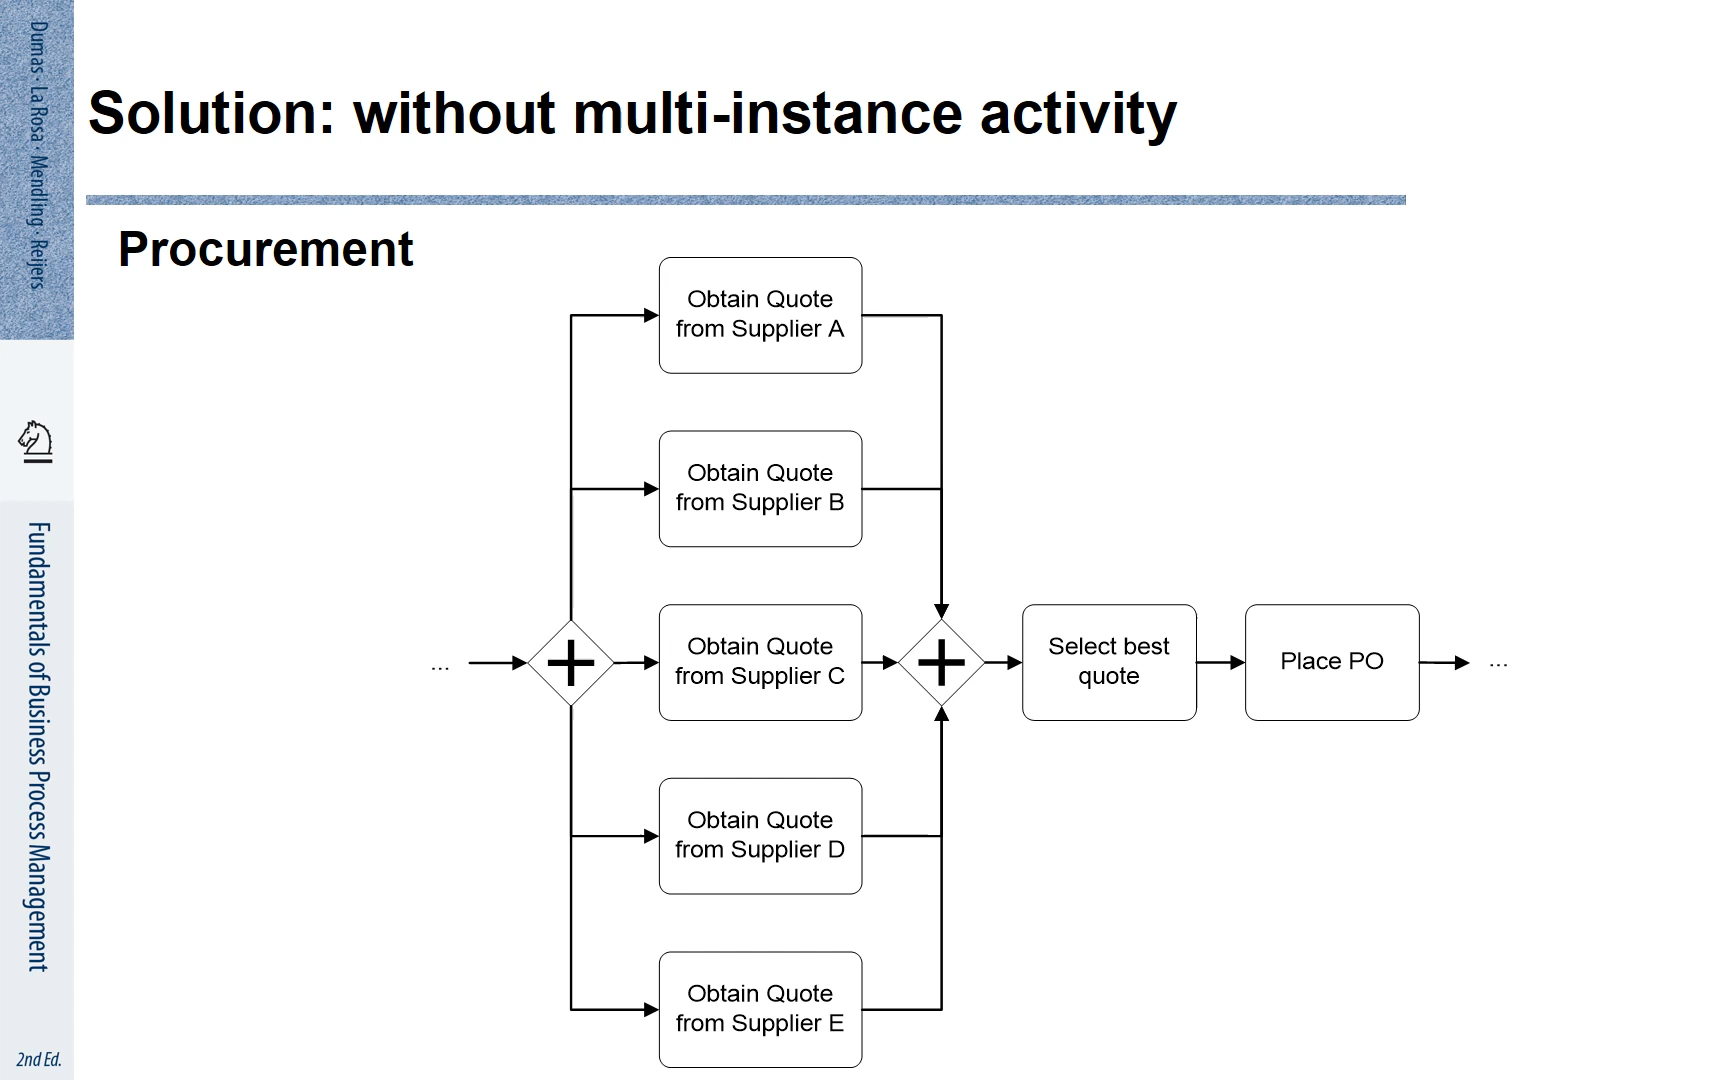 Dumas · La Rosa · Mendling · Reijers
Fundamentals of Business Process Management
2nd Ed.
Solution: without multi-instance activity
Procurement
Obtain Quote
from Supplier A
Obtain Quote
from Supplier B
...
Obtain Quote
from Supplier C
Select best
quote
Place PO
...
Obtain Quote
from Supplier D
Obtain Quote
from Supplier E